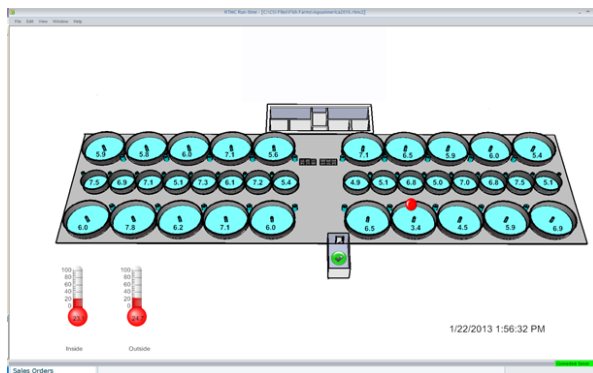 File Edit View Window Help
5.9 5.8 6.0 7.1 5.6 7.1 6.5 5.9 6.0 5.4
7.5 6.9 7.1 5.1 7.3 6.1 7.2 5.4 4.9 5.1 6.8 5.0 7.0 6.8 7.5 5.1
6.0 7.8 6.2 7.1 6.0 6.5 3.4 4.5 5.9 6.9
100 100
80 80
60 60
40 40
20 20
0 0
Inside Outside
1/22/2013 1:56:32 PM
Sales Orders